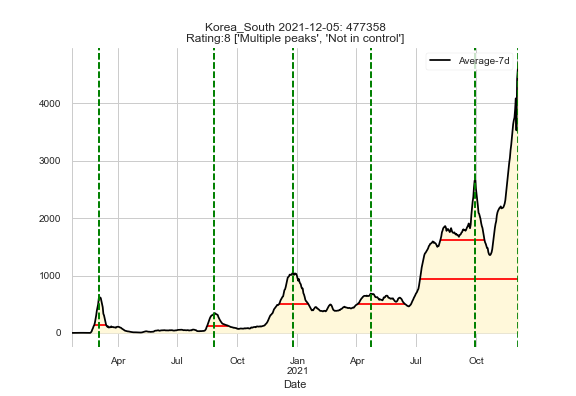 Korea_South 2021-12-05: 477358
Rating:8 ['Multiple peaks', 'Not in control']
Average-7d
4000
3000
2000
1000
0
Apr
Jul
Oct
Jan
2021
Apr
Jul
Oct
Date